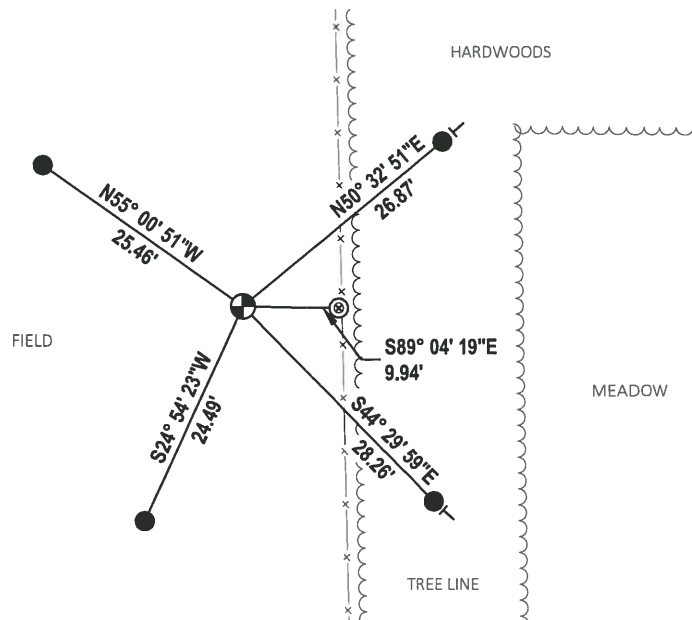 HARDWOODS
N50° 32' 51"E
26.87'
N55° 00' 51"W
25.46'
FIELD
S89° 04' 19"E
9.94'
S24° 54' 23"W
24.49'
S44° 29' 59"E
28.26'
MEADOW
TREE LINE